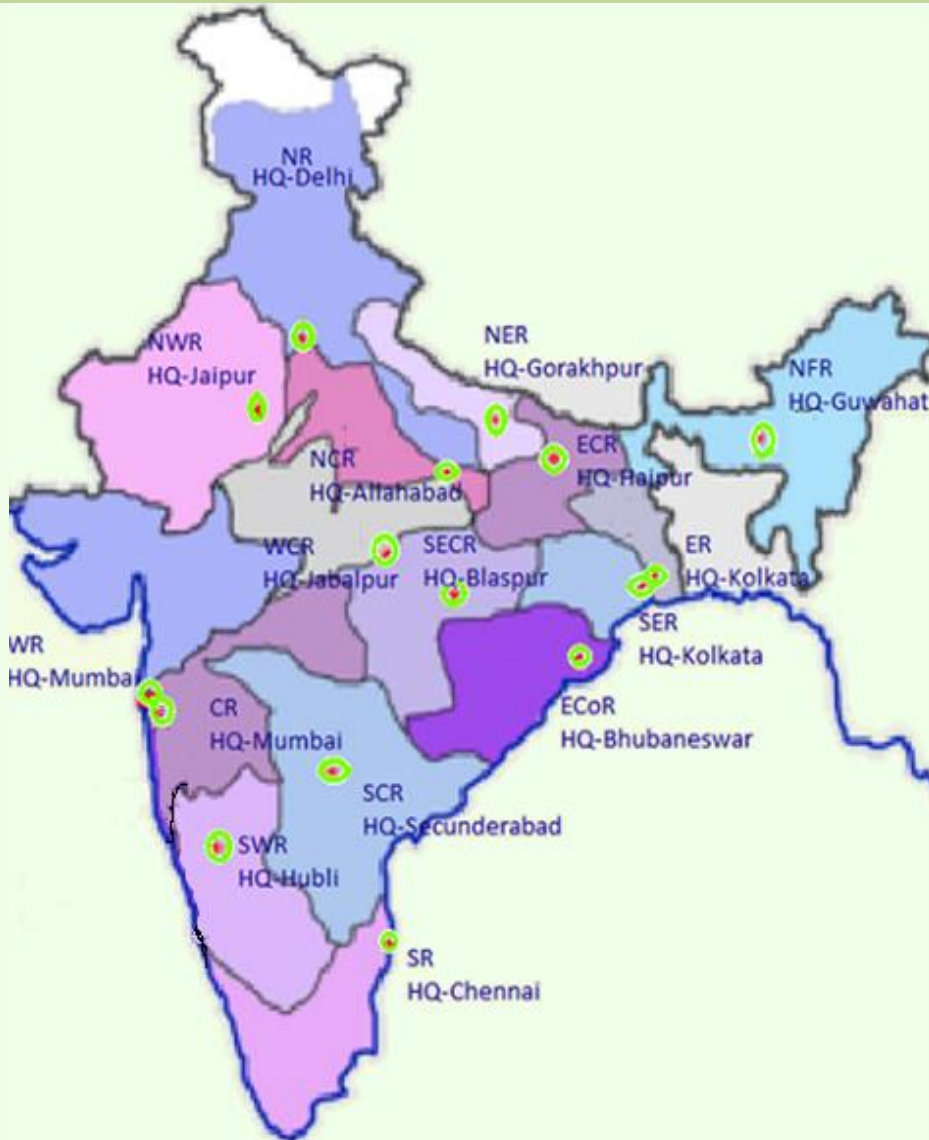 NR
HQ-Delhi
NWR
HQ-Jaipur
NER
HQ-Gorakhpur
NFR
HQ-Guwahat
NCR
HQ-Allahabad
ECR
HQ-Hajpur
WCR
HQ-Jabalpur
SECR
HQ-Blaspur
ER
HQ-Kolkata
SER
HQ-Kolkata
WR
HQ-Mumbai
CR
HQ-Mumbai
ECoR
HQ-Bhubaneswar
SCR
HQ-Secunderabad
SWR
HQ-Hubli
SR
HQ-Chennai